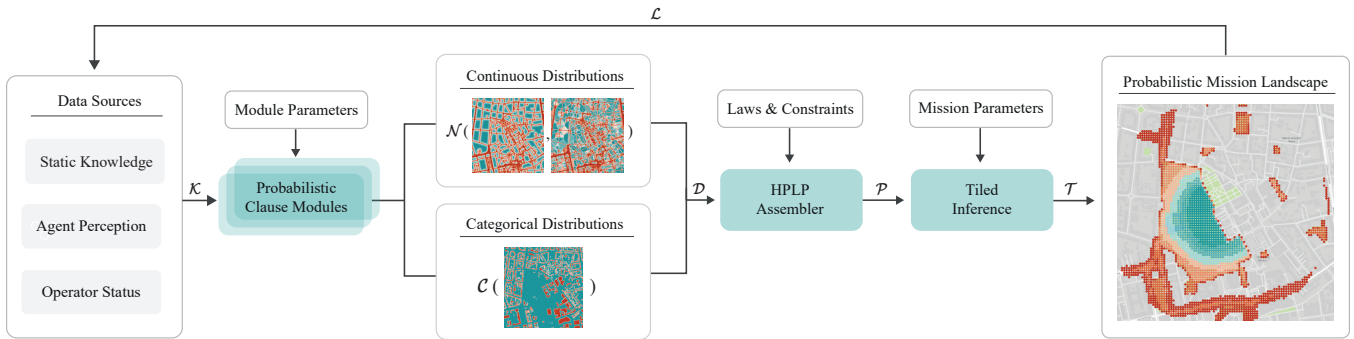 ℒ
Data Sources
Static Knowledge
Agent Perception
Operator Status
𝒦
Module Parameters
Probabilistic
Clause Modules
Continuous Distributions
𝒩 ( , )
Categorical Distributions
𝒞 ( )
𝒟
Laws & Constraints
HPLP
Assembler
𝒫
Mission Parameters
Tiled
Inference
𝒯
Probabilistic Mission Landscape